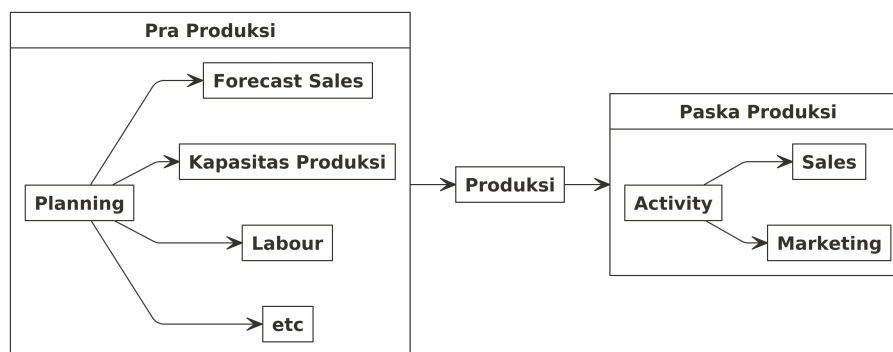 Pra Produksi
Forecast Sales
Kapasitas Produksi
Planning
Labour
etc
Produksi
Paska Produksi
Sales
Activity
Marketing